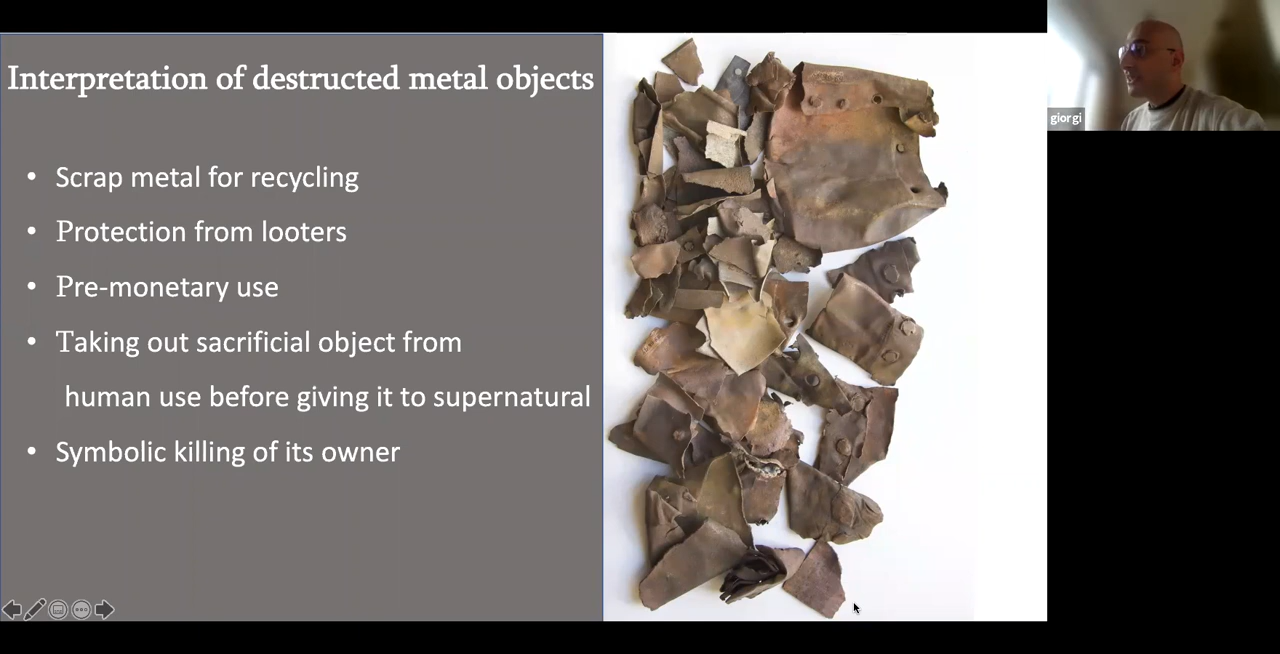 Interpretation of destructed metal objects
• Scrap metal for recycling
• Protection from looters
• Pre-monetary use
• Taking out sacrificial object from
human use before giving it to supernatural
• Symbolic killing of its owner
giorgi